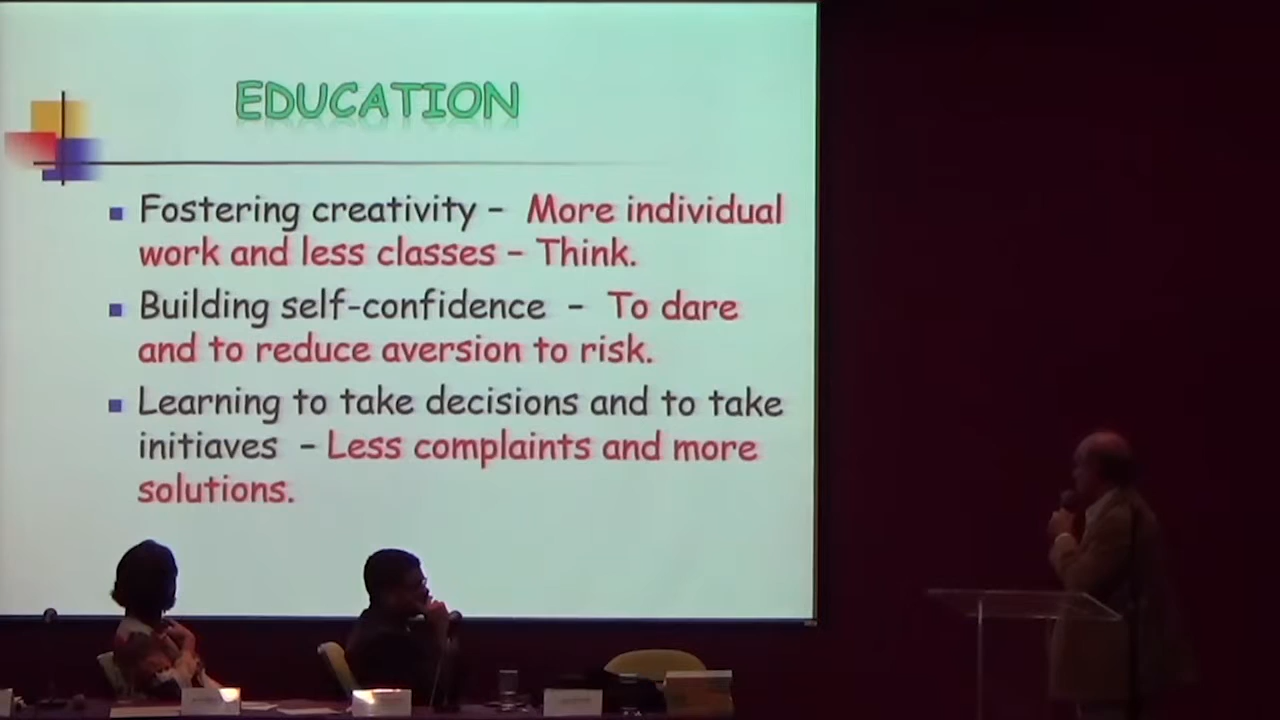 EDUCATION
Fostering creativity – More individual
work and less classes – Think.
Building self-confidence – To dare
and to reduce aversion to risk.
Learning to take decisions and to take
initiaves – Less complaints and more
solutions.